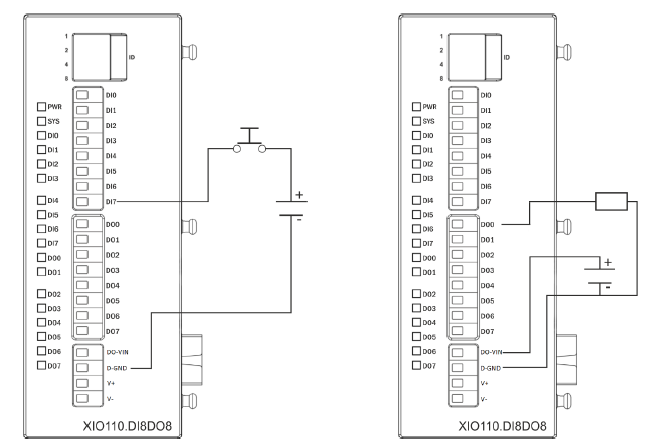 1
2
4
8
ID
DI0
DI1
DI2
DI3
DI4
DI5
DI6
DI7
PWR
SYS
DI0
DI1
DI2
DI3
DI4
DI5
DI6
DI7
DO0
DO1
DO2
DO3
DO4
DO5
DO6
DO7
DO0
DO1
DO2
DO3
DO4
DO5
DO6
DO7
DO-VIN
D-GND
V+
V-
XIO110.DI8DO8
+
-
1
2
4
8
ID
DI0
DI1
DI2
DI3
DI4
DI5
DI6
DI7
PWR
SYS
DI0
DI1
DI2
DI3
DI4
DI5
DI6
DI7
DO0
DO1
DO2
DO3
DO4
DO5
DO6
DO7
DO0
DO1
DO2
DO3
DO4
DO5
DO6
DO7
DO-VIN
D-GND
V+
V-
XIO110.DI8DO8
+
-